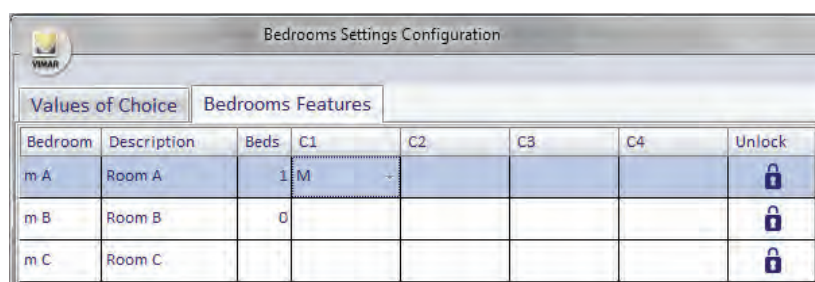 Bedrooms Settings Configuration
VIMAR
Values of Choice Bedrooms Features
Bedroom Description Beds C1 C2 C3 C4 Unlock
m A Room A 1 M
m B Room B 0
m C Room C